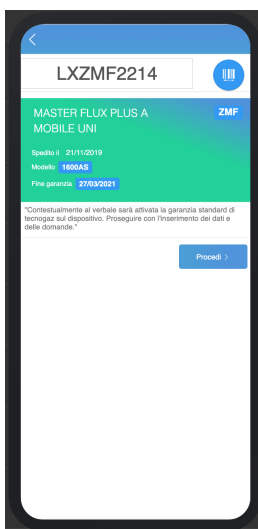 LXZMF2214
MASTER FLUX PLUS A
MOBILE UNI
ZMF
Spedito il 21/11/2019
Modello 1600AS
Fine garanzia 27/03/2021
"Contestualmente al verbale sarà attivata la garanzia standard di
tecnogaz sul dispositivo. Proseguire con l'inserimento dei dati e
delle domande."
Procedi >